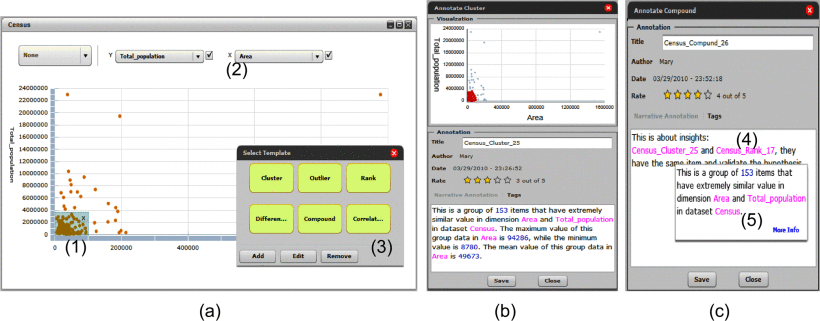 Census
None
Y Total_population X Area
(2)
24000000
22000000
20000000
18000000
16000000
14000000
12000000
10000000
8000000
6000000
4000000
2000000
0
Total_population
x
(1)
0 200000 400000
Select Template
Cluster Outlier Rank
Differen... Compound Correlat...
(3)
Add Edit Remove
(a)
Annotate Cluster
Visualization
24000000
20000000
16000000
12000000
8000000
4000000
0
Total_population
0 400000 800000 1600000
Area
Annotation
Title Census_Cluster_25
Author Mary
Date 03/29/2010 - 23:26:52
Rate 3 out of 5
Narrative Annotation Tags
This is a group of 153 items that have extremely
similar value in dimension Area and Total_population
in dataset Census. The maximum value of this
group data in Area is 94286, while the minimum
value is 8780. The mean value of this group data in
Area is 49673.
Save Close
(b)
Annotate Compound
Annotation
Title Census_Compund_26
Author Mary
Date 03/29/2010 - 23:52:18
Rate 4 out of 5
Narrative Annotation Tags
This is about insights:
(4)
Census_Cluster_25 and Census_Rank_17, they
have the same item and validate the hypothesis
This is a group of 153 items that
have extremely similar value in
dimension Area and Total_population
in dataset Census.
(5)
More Info
Save Close
(c)